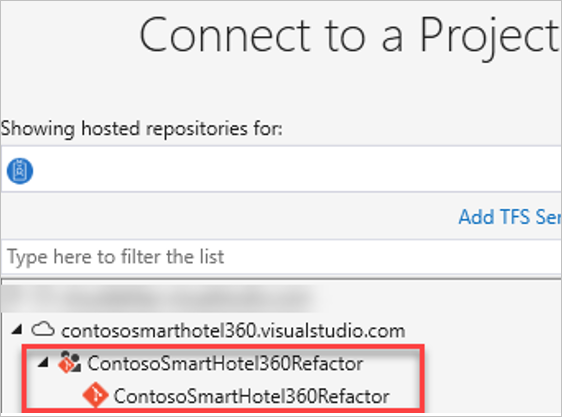 Connect to a Project
Showing hosted repositories for:
Add TFS Ser
Type here to filter the list
contososmarthotel360.visualstudio.com
ContosoSmartHotel360Refactor
ContosoSmartHotel360Refactor